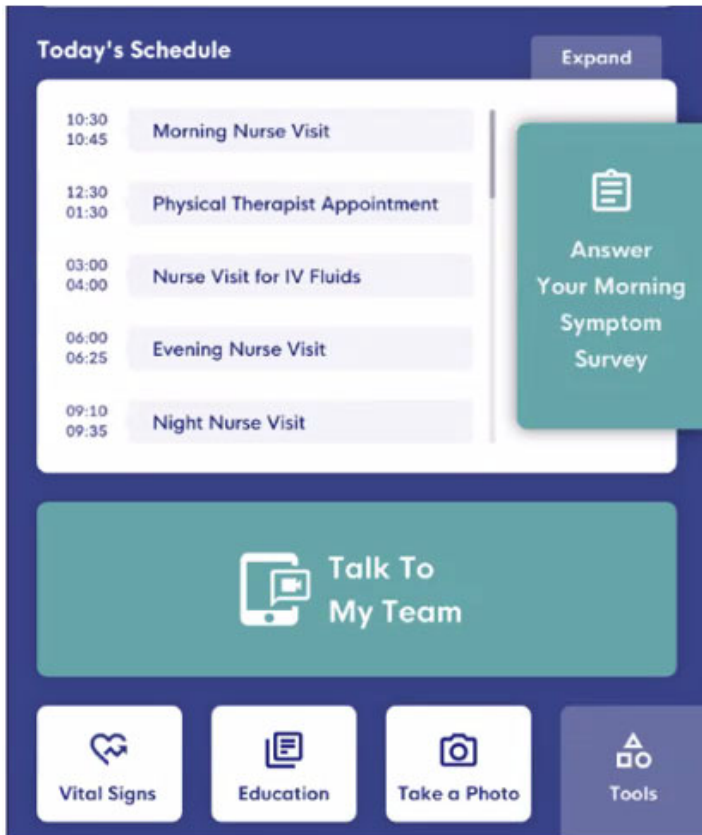 Today's Schedule
Expand
10:30
10:45
Morning Nurse Visit
12:30
01:30
Physical Therapist Appointment
03:00
04:00
Nurse Visit for IV Fluids
06:00
06:25
Evening Nurse Visit
09:10
09:35
Night Nurse Visit
Answer
Your Morning
Symptom
Survey
Talk To
My Team
Vital Signs
Education
Take a Photo
Tools